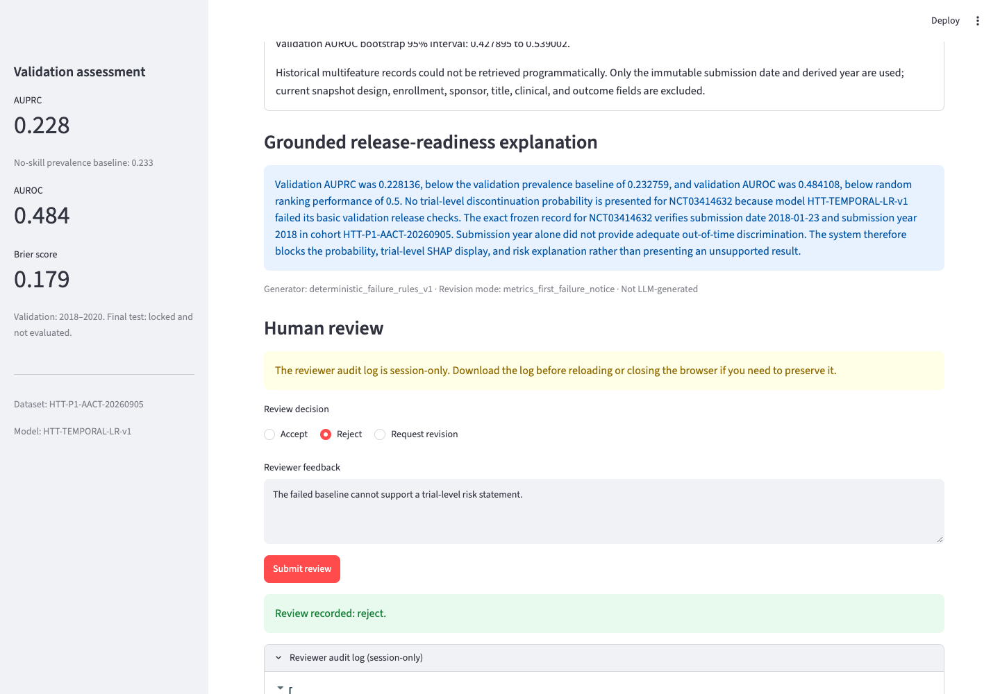 Deploy
Validation assessment
AUPRC
0.228
No-skill prevalence baseline: 0.233
AUROC
0.484
Brier score
0.179
Validation: 2018–2020. Final test: locked and
not evaluated.
Dataset: HTT-P1-AACT-20260905
Model: HTT-TEMPORAL-LR-v1
Validation AUROC bootstrap 95% interval: 0.427895 to 0.539002.
Historical multifeature records could not be retrieved programmatically. Only the immutable submission date and derived year are used;
current snapshot design, enrollment, sponsor, title, clinical, and outcome fields are excluded.
Grounded release-readiness explanation
Validation AUPRC was 0.228136, below the validation prevalence baseline of 0.232759, and validation AUROC was 0.484108, below random
ranking performance of 0.5. No trial-level discontinuation probability is presented for NCT03414632 because model HTT-TEMPORAL-LR-v1
failed its basic validation release checks. The exact frozen record for NCT03414632 verifies submission date 2018-01-23 and submission year
2018 in cohort HTT-P1-AACT-20260905. Submission year alone did not provide adequate out-of-time discrimination. The system therefore
blocks the probability, trial-level SHAP display, and risk explanation rather than presenting an unsupported result.
Generator: deterministic_failure_rules_v1 · Revision mode: metrics_first_failure_notice · Not LLM-generated
Human review
The reviewer audit log is session-only. Download the log before reloading or closing the browser if you need to preserve it.
Review decision
Accept Reject Request revision
Reviewer feedback
The failed baseline cannot support a trial-level risk statement.
Submit review
Review recorded: reject.
Reviewer audit log (session-only)
[